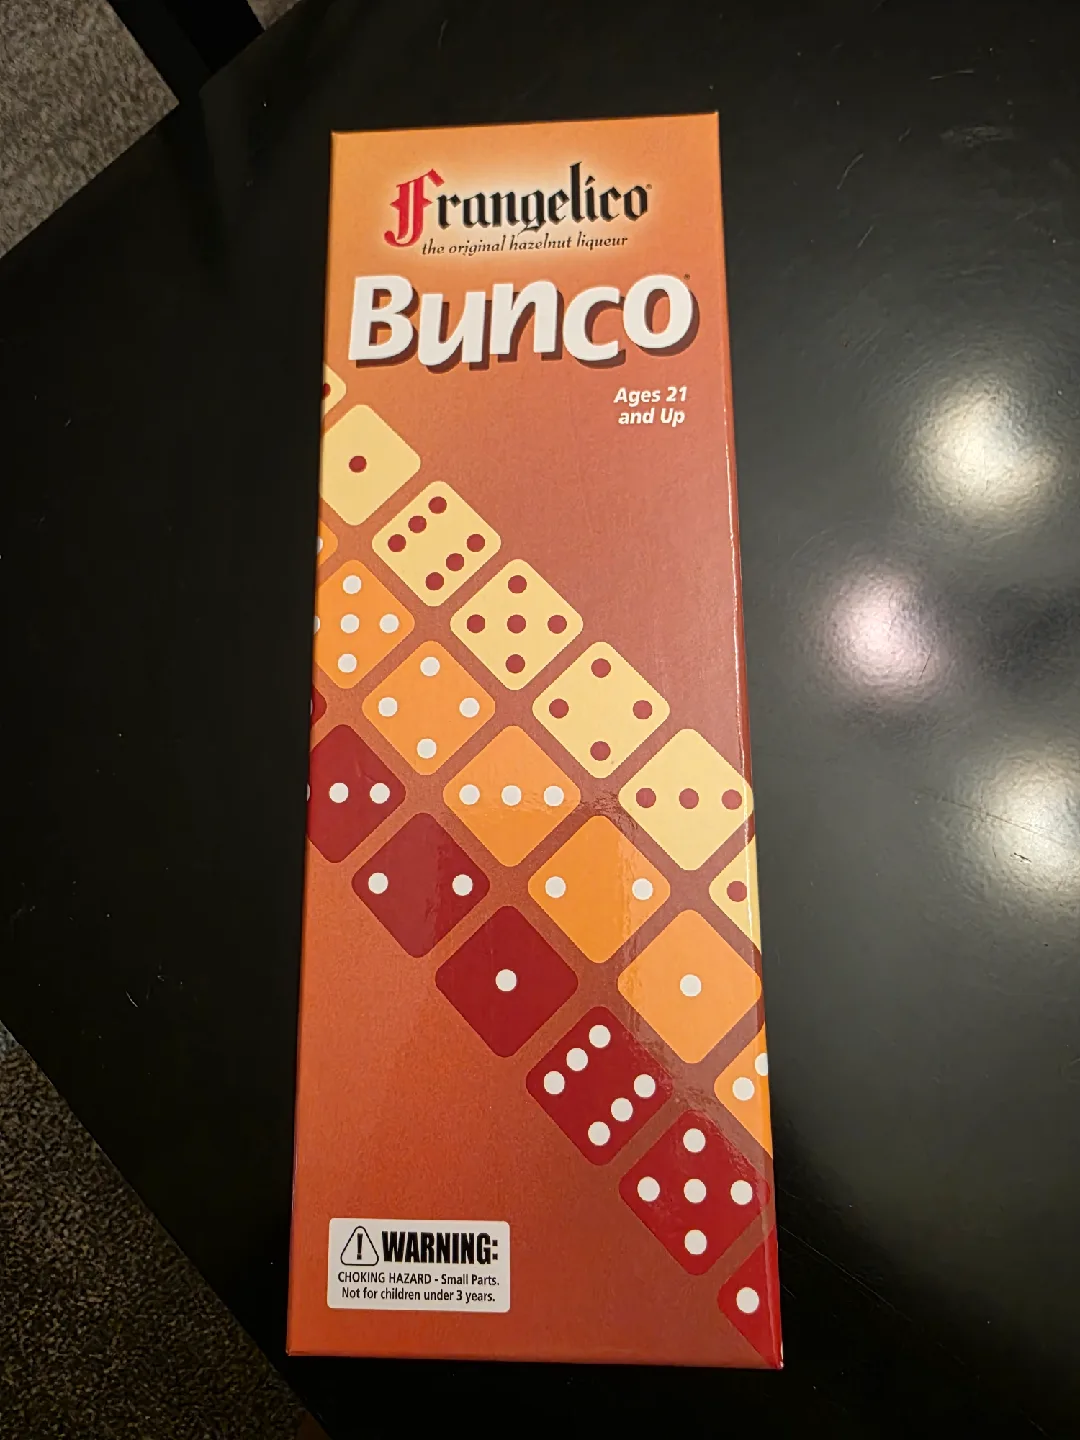 Frangelico®
the original hazelnut liqueur
Bunco®
Ages 21
and Up
WARNING:
CHOKING HAZARD - Small Parts.
Not for children under 3 years.